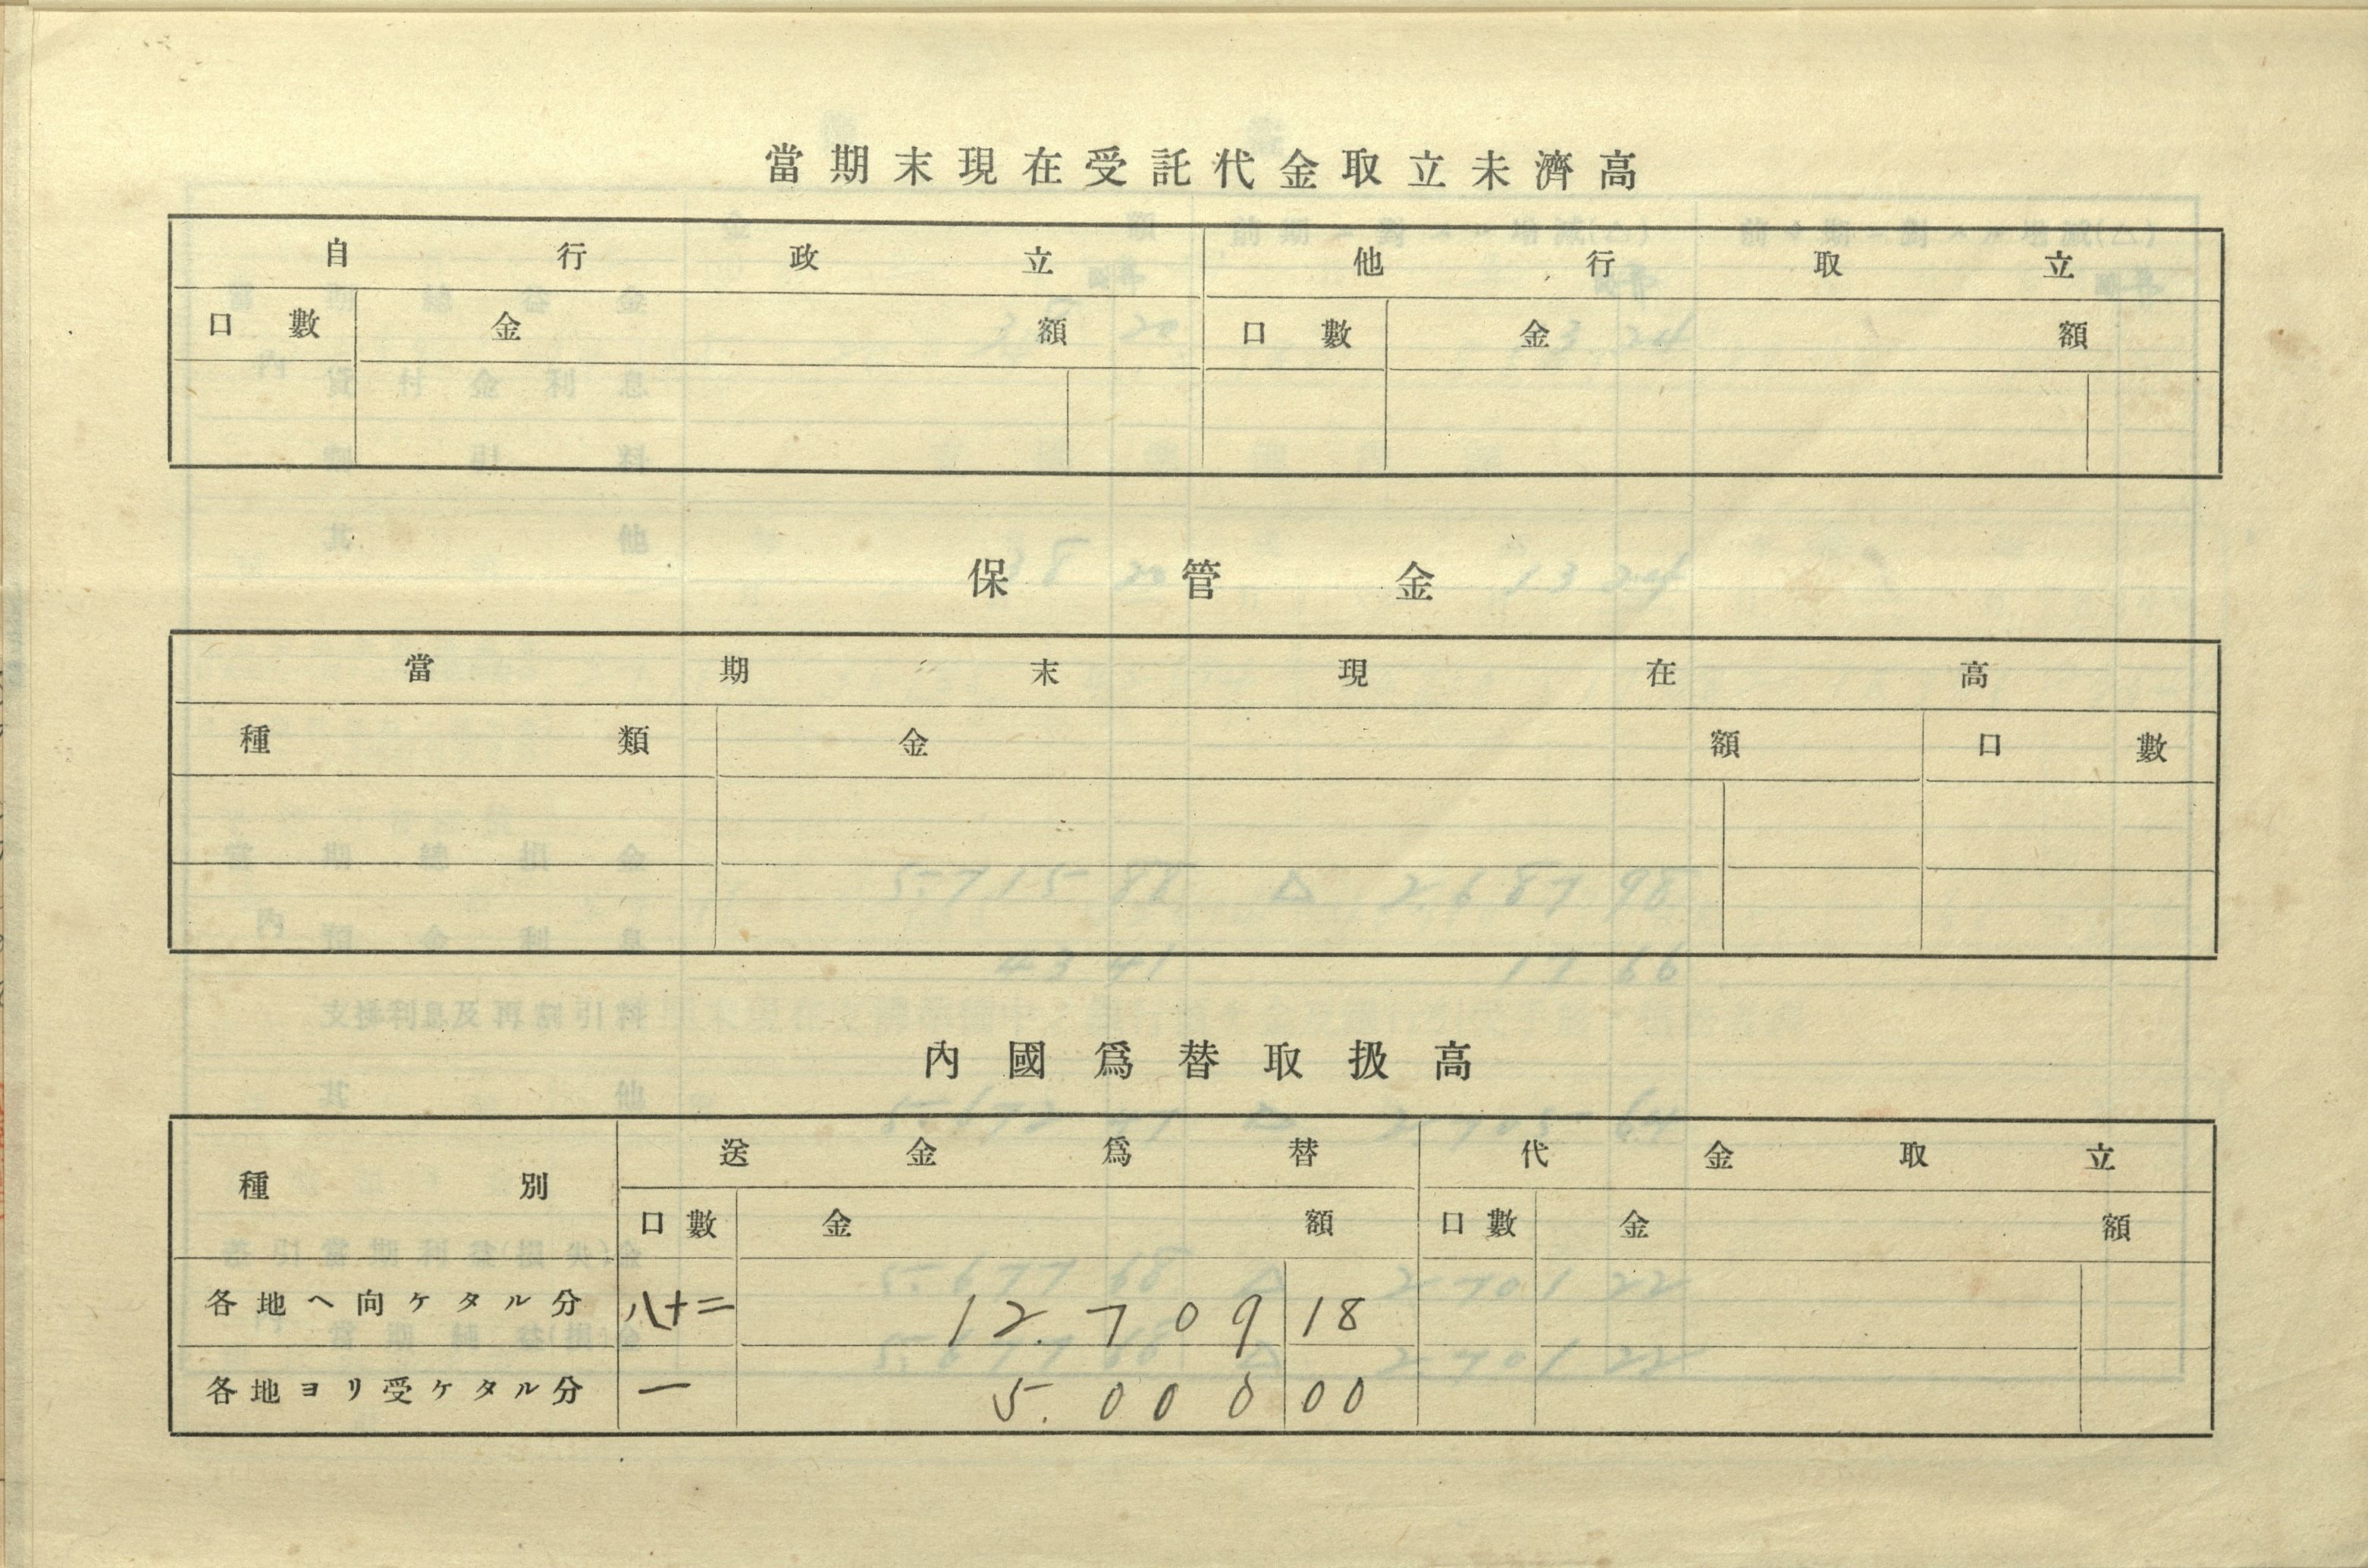 當期末現在受託代金取立未濟高
自行政立 他行取立
口數 金額 口數 金額
保管金
當期末現在高
種類 金額 口數
內國爲替取扱高
種別 送金爲替 代金取立
口數 金額 口數 金額
各地ヘ向ケタル分 八十二 12.709 18
各地ヨリ受ケタル分 一 5.000 00